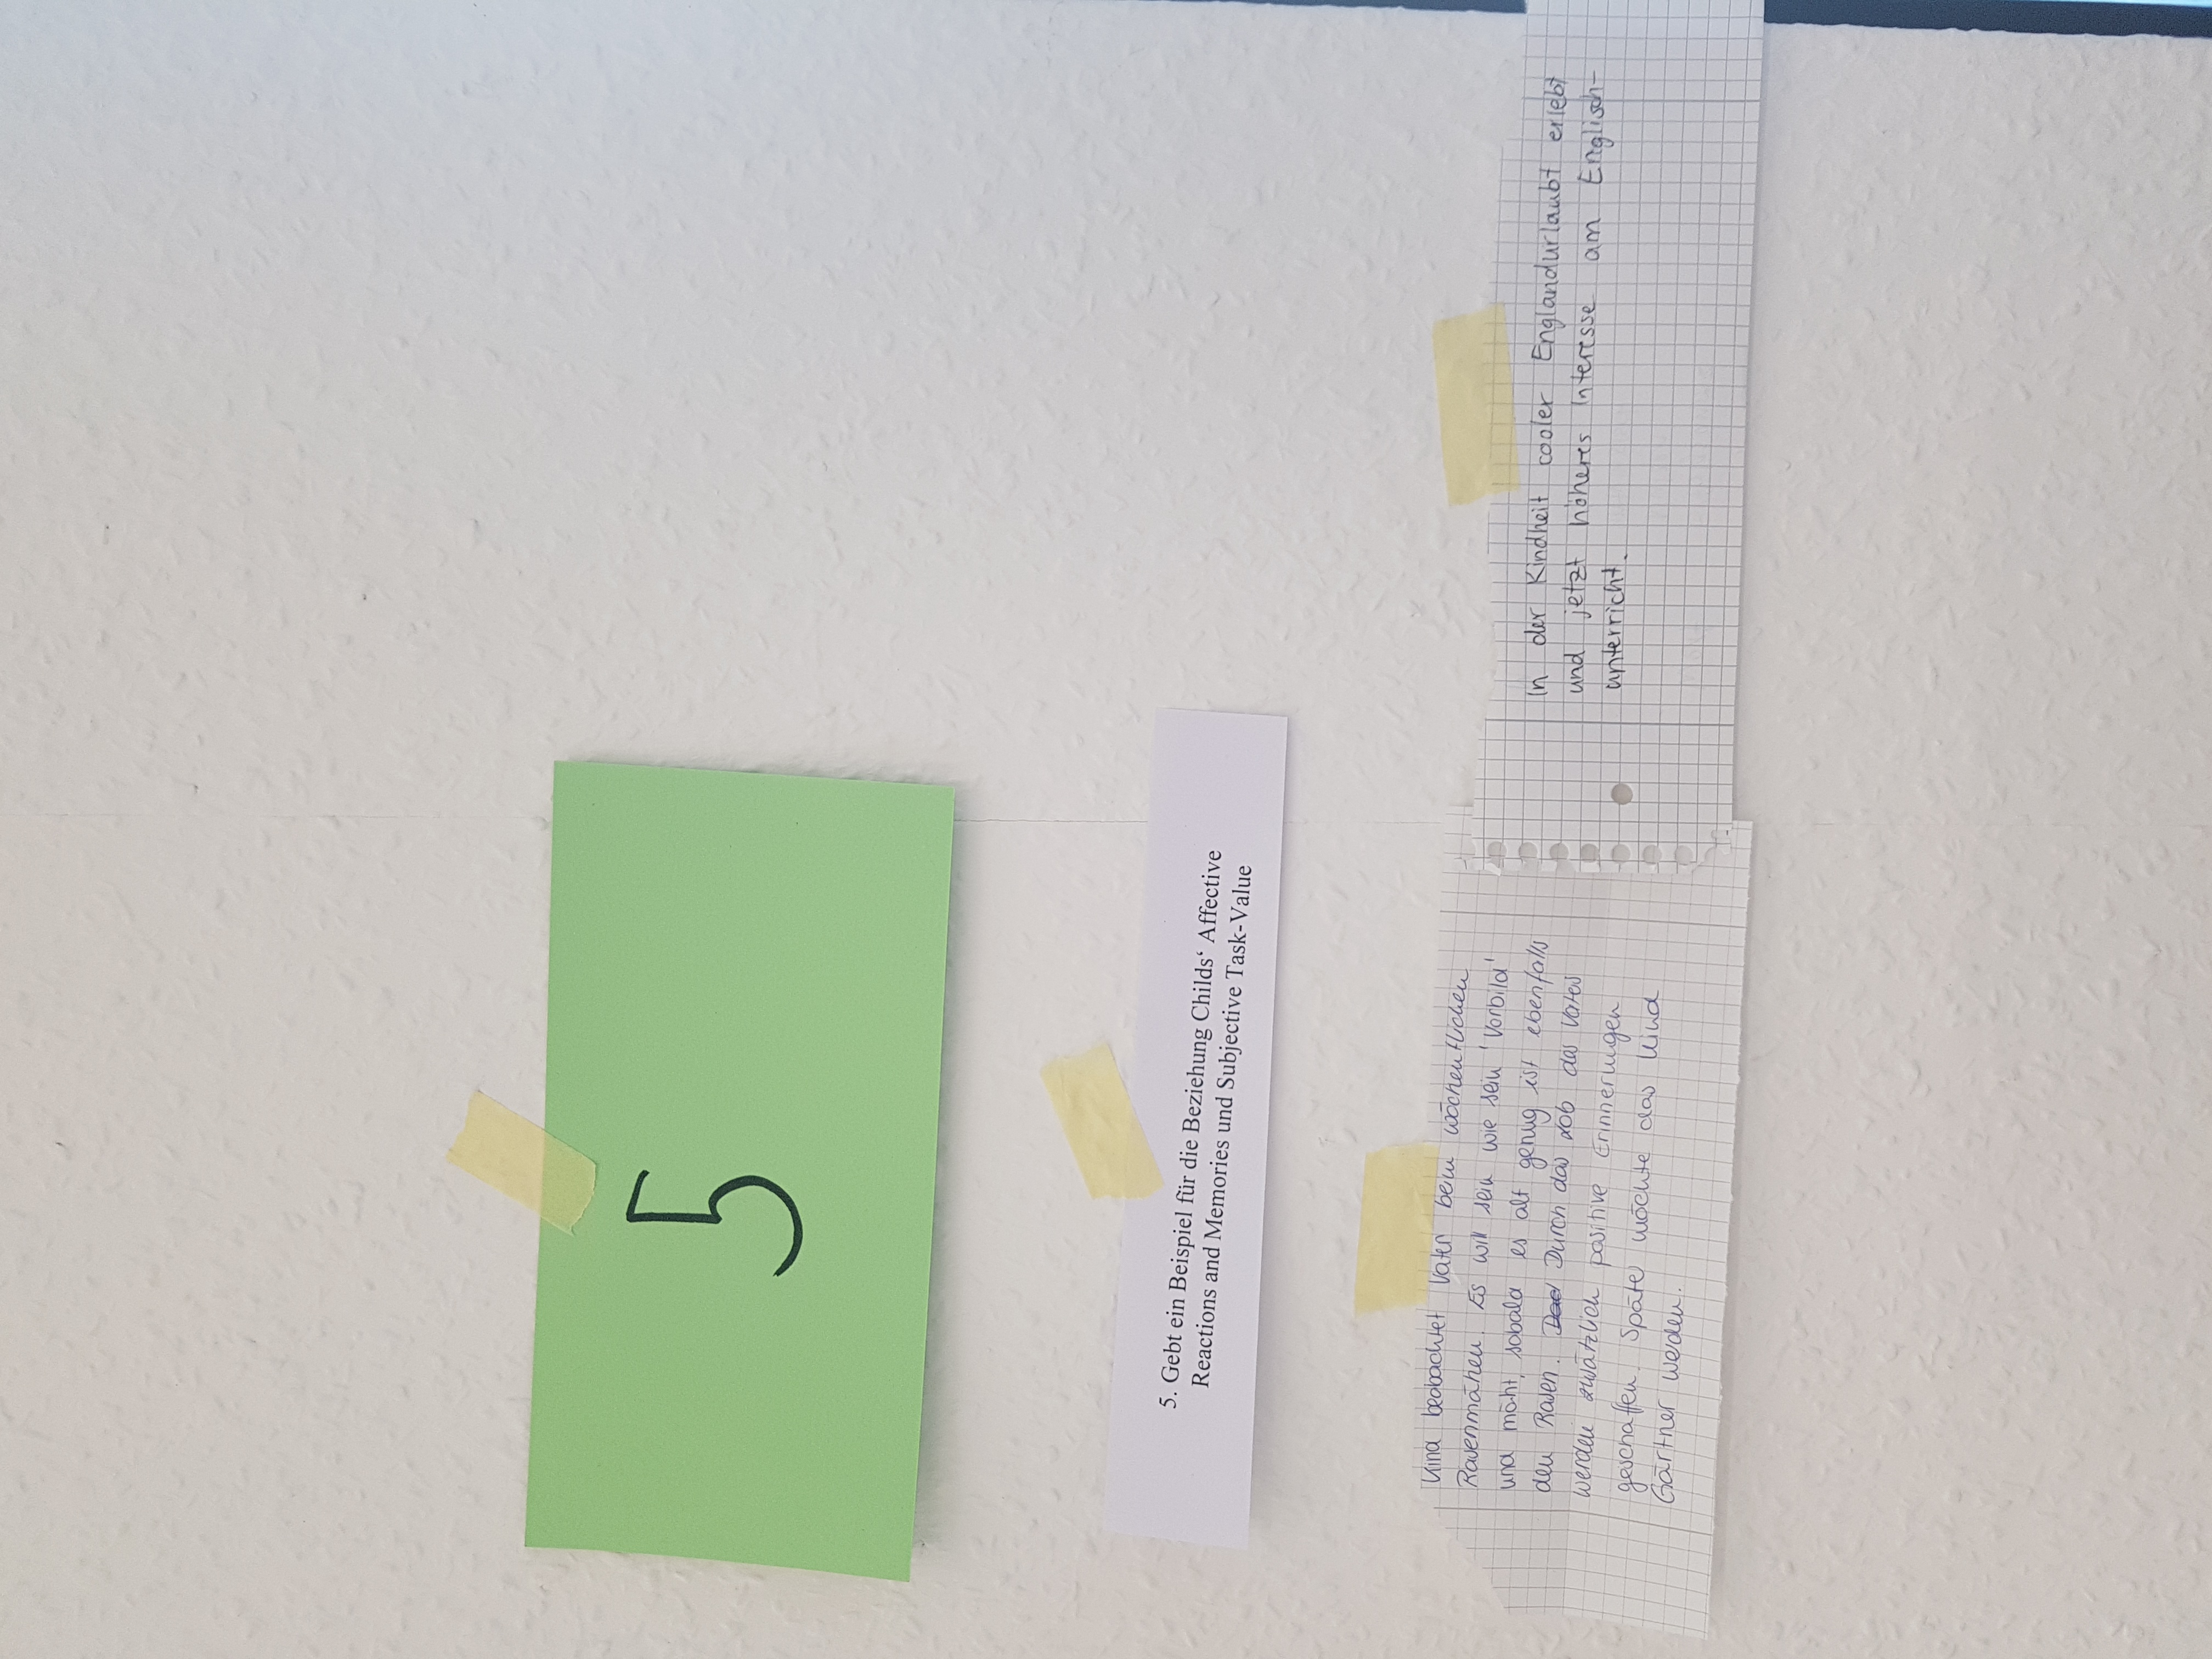 5
5. Gebt ein Beispiel für die Beziehung Childs‘ Affective
Reactions and Memories und Subjective Task-Value
Kind beobachtet Vater beim wöchentlichen
Rasenmähen. Es will sein wie sein 'Vorbild'
und mäht, sobald es alt genug ist ebenfalls
den Rasen. Durch das Lob des Vaters
werden zusätzlich positive Erinnerungen
geschaffen. Später möchte das Kind
Gärtner werden.
In der Kindheit cooler Englandurlaubt erlebt
und jetzt höheres Interesse am Englisch-
unterricht.